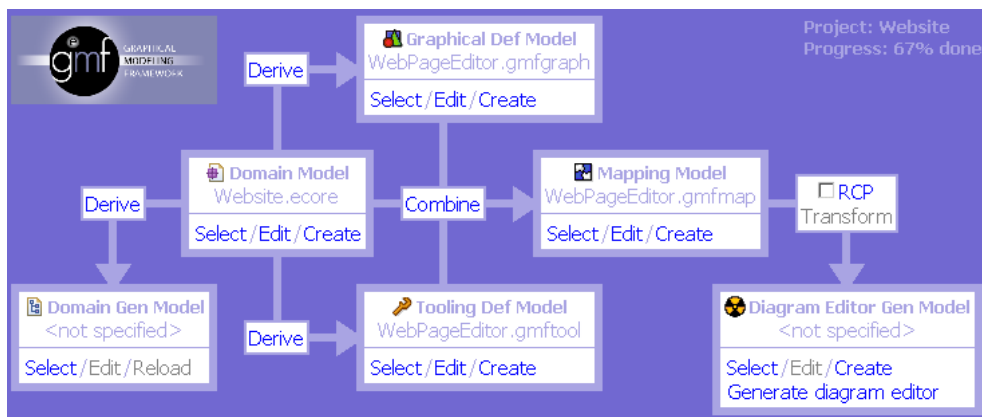 gmf
GRAPHICAL
MODELING
FRAMEWORK
Project: Website
Progress: 67% done
Graphical Def Model
WebPageEditor.gmfgraph
Select/Edit/Create
Derive
Domain Model
Website.ecore
Select/Edit/Create
Derive
Combine
Mapping Model
WebPageEditor.gmfmap
Select/Edit/Create
RCP
Transform
Domain Gen Model
<not specified>
Select/Edit/Reload
Derive
Tooling Def Model
WebPageEditor.gmftool
Select/Edit/Create
Diagram Editor Gen Model
<not specified>
Select/Edit/Create
Generate diagram editor